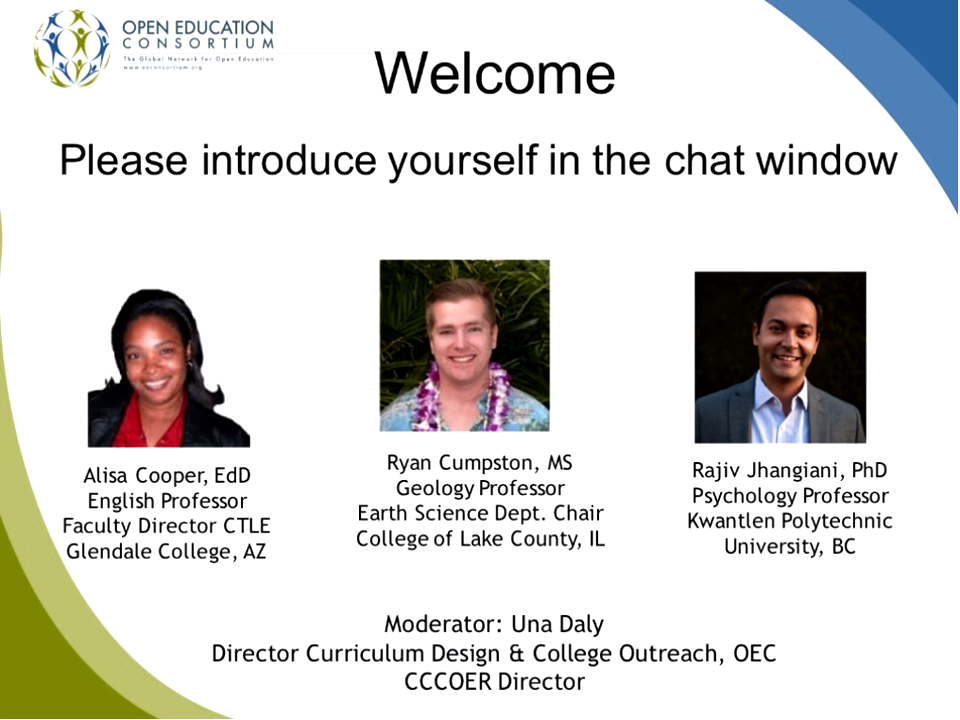 OPEN EDUCATION
CONSORTIUM
The Global Network for Open Education
www.oeconsortium.org
Welcome
Please introduce yourself in the chat window
Alisa Cooper, EdD
English Professor
Faculty Director CTLE
Glendale College, AZ
Ryan Cumpston, MS
Geology Professor
Earth Science Dept. Chair
College of Lake County, IL
Rajiv Jhangiani, PhD
Psychology Professor
Kwantlen Polytechnic
University, BC
Moderator: Una Daly
Director Curriculum Design & College Outreach, OEC
CCCOER Director